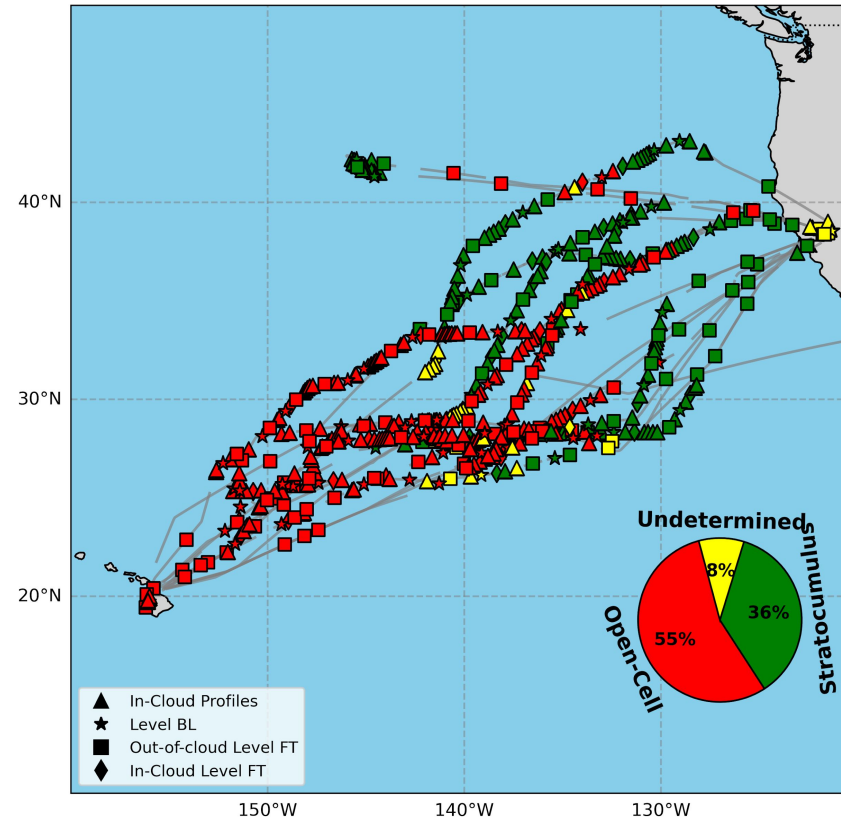 40°N
30°N
20°N
Undetermined
8%
Stratocumulus
36%
55%
Open-Cell
In-Cloud Profiles
Level BL
Out-of-cloud Level FT
In-Cloud Level FT
150°W
140°W
130°W